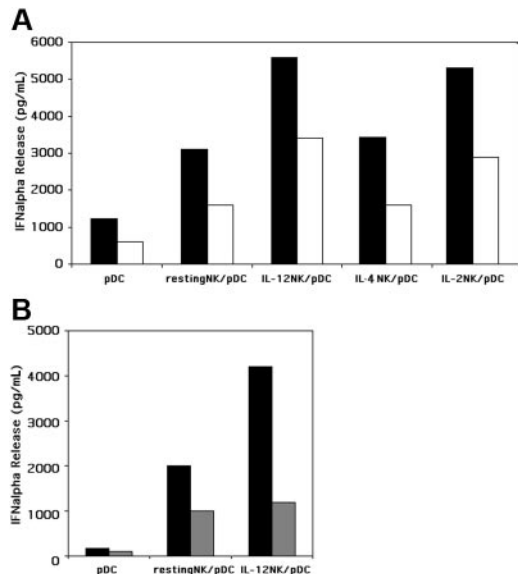 A
IFNalpha Release (pg/mL)
6000
5000
4000
3000
2000
1000
0
pDC
restingNK/pDC
IL-12NK/pDC
IL-4 NK/pDC
IL-2NK/pDC
B
IFNalpha Release (pg/mL)
5000
4000
3000
2000
1000
0
pDC
restingNK/pDC
IL-12NK/pDC